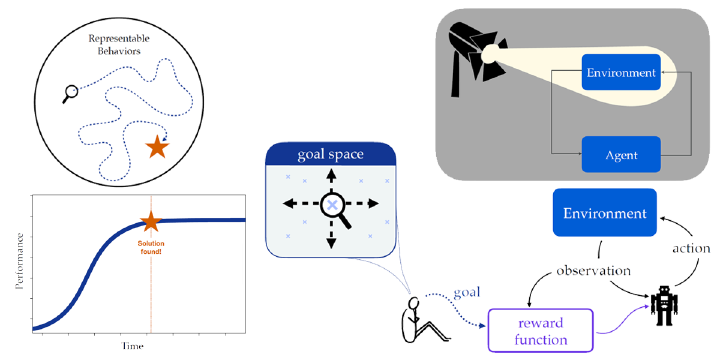 Representable
Behaviors
Performance
Solution
found!
Time
goal space
goal
reward
function
Environment
Agent
Environment
observation
action